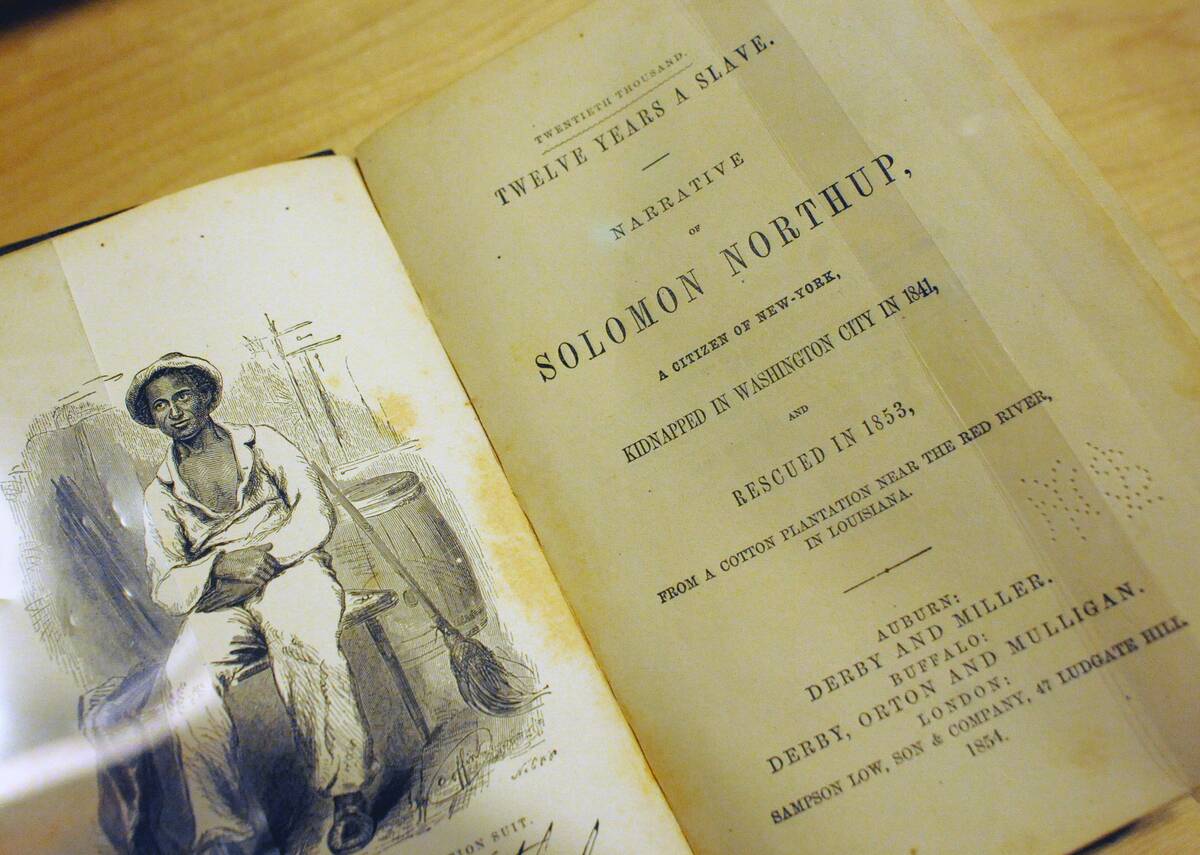 TION SUIT.
TWENTIETH THOUSAND.
TWELVE YEARS A SLAVE.
NARRATIVE
OF
SOLOMON NORTHUP,
A CITIZEN OF NEW-YORK,
KIDNAPPED IN WASHINGTON CITY IN 1841,
AND
RESCUED IN 1853,
FROM A COTTON PLANTATION NEAR THE RED RIVER,
IN LOUISIANA.
AUBURN:
DERBY AND MILLER.
BUFFALO:
DERBY, ORTON AND MULLIGAN.
LONDON:
SAMPSON LOW, SON & COMPANY, 47 LUDGATE HILL.
1854.